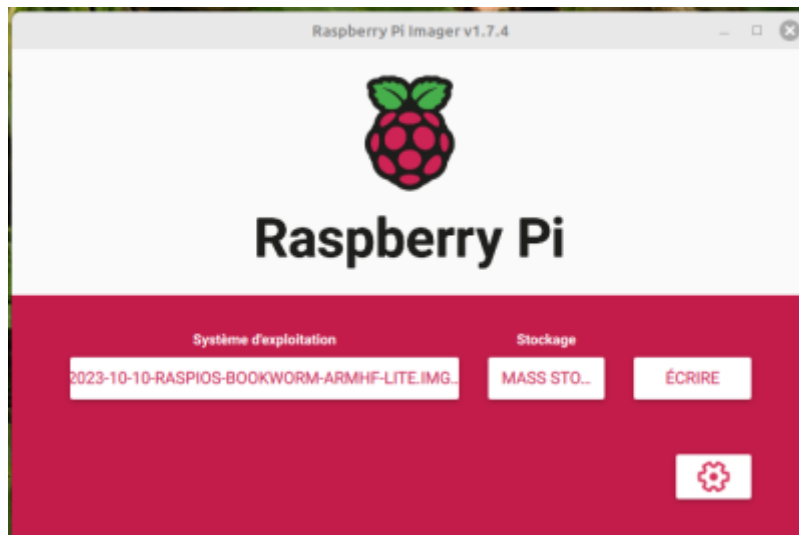 Raspberry Pi Imager v1.7.4
Raspberry Pi
Système d'exploitation
Stockage
2023-10-10-RASPIOS-BOOKWORM-ARMHF-LITE.IMG..
MASS STO...
ÉCRIRE